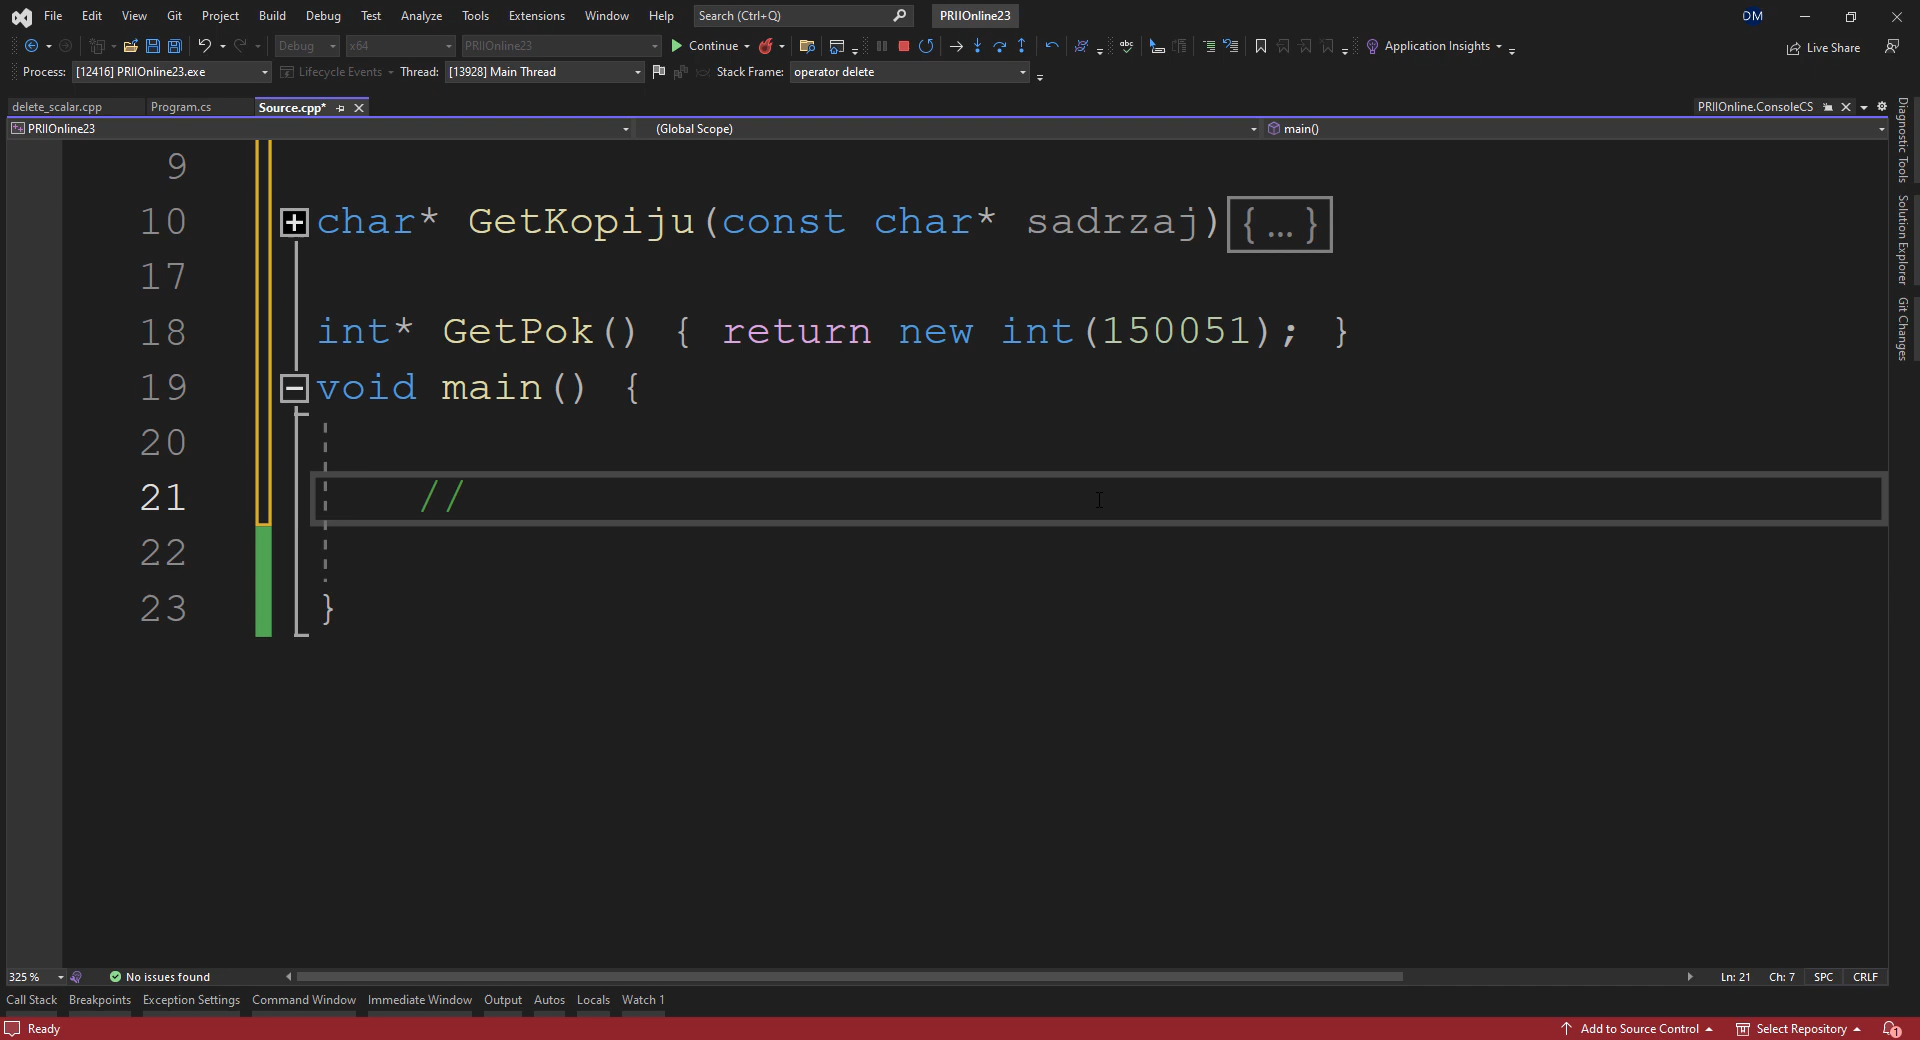 File Edit View Git Project Build Debug Test Analyze Tools Extensions Window Help Search (Ctrl+Q) PRIIOnline23 DM
Debug x64 PRIIOnline23 Continue Application Insights Live Share
Process: [12416] PRIIOnline23.exe Lifecycle Events Thread: [13928] Main Thread Stack Frame: operator delete
delete_scalar.cpp Program.cs Source.cpp* PRIIOnline.ConsoleCS
PRIIOnline23 (Global Scope) main()
9
10 char* GetKopiju(const char* sadrzaj){...}
17
18 int* GetPok() { return new int(150051); }
19 void main() {
20
21 //
22
23 }
Diagnostic Tools
Solution Explorer
Git Changes
325 % No issues found Ln: 21 Ch: 7 SPC CRLF
Call Stack Breakpoints Exception Settings Command Window Immediate Window Output Autos Locals Watch 1
Ready Add to Source Control Select Repository 1